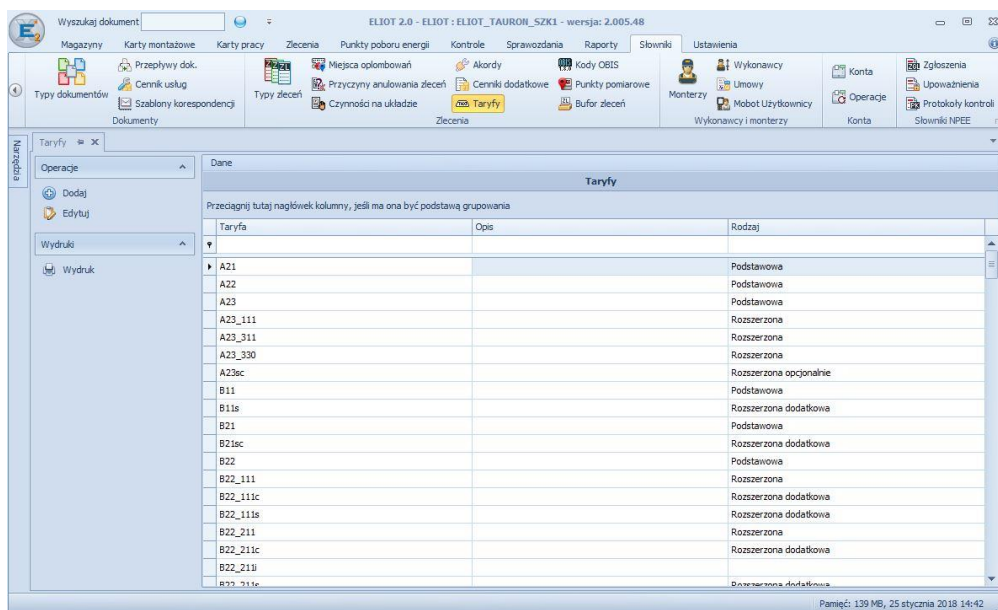 Wyszukaj dokument
ELIOT 2.0 - ELIOT : ELIOT_TAURON_SZK1 - wersja: 2.005.48
Magazyny Karty montażowe Karty pracy Zlecenia Punkty poboru energii Kontrole Sprawozdania Raporty Słowniki Ustawienia
Typy dokumentów
Przepływy dok.
Cennik usług
Szablony korespondencji
Dokumenty
Typy zleceń
Miejsca oplombowań
Przyczyny anulowania zleceń
Czynności na układzie
Akordy
Cenniki dodatkowe
Taryfy
Kody OBIS
Punkty pomiarowe
Bufor zleceń
Zlecenia
Monterzy
Wykonawcy
Umowy
Mobot Użytkownicy
Wykonawcy i monterzy
Konta
Operacje
Konta
Zgłoszenia
Upoważnienia
Protokoły kontroli
Słowniki NPEE
Narzędzia
Taryfy
Operacje
Dodaj
Edytuj
Wydruki
Wydruk
Dane
Taryfy
Przeciągnij tutaj nagłówek kolumny, jeśli ma ona być podstawą grupowania
Taryfa Opis Rodzaj
A21 Podstawowa
A22 Podstawowa
A23 Podstawowa
A23_111 Rozszerzona
A23_311 Rozszerzona
A23_330 Rozszerzona
A23sc Rozszerzona opcjonalnie
B11 Podstawowa
B11s Rozszerzona dodatkowa
B21 Podstawowa
B21sc Rozszerzona dodatkowa
B22 Podstawowa
B22_111 Rozszerzona
B22_111c Rozszerzona dodatkowa
B22_111s Rozszerzona dodatkowa
B22_211 Rozszerzona
B22_211c Rozszerzona dodatkowa
B22_211i
B22_211s Rozszerzona dodatkowa
Pamięć: 139 MB, 25 stycznia 2018 14:42